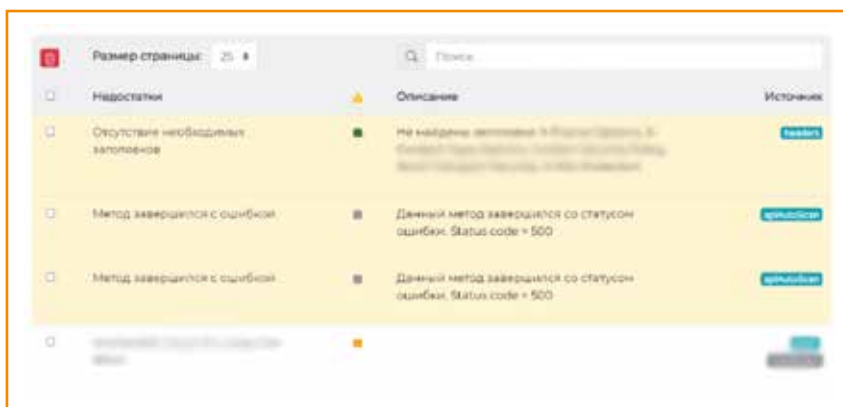 Размер страницы: 25
Поиск
Недостатки
Описание
Источник
Отсутствие необходимых
заголовков
Не найдены заголовки
headers
Метод завершился с ошибкой
Данный метод завершился со статусом
ошибки. Status code = 500
apiAutoScan
Метод завершился с ошибкой
Данный метод завершился со статусом
ошибки. Status code = 500
apiAutoScan